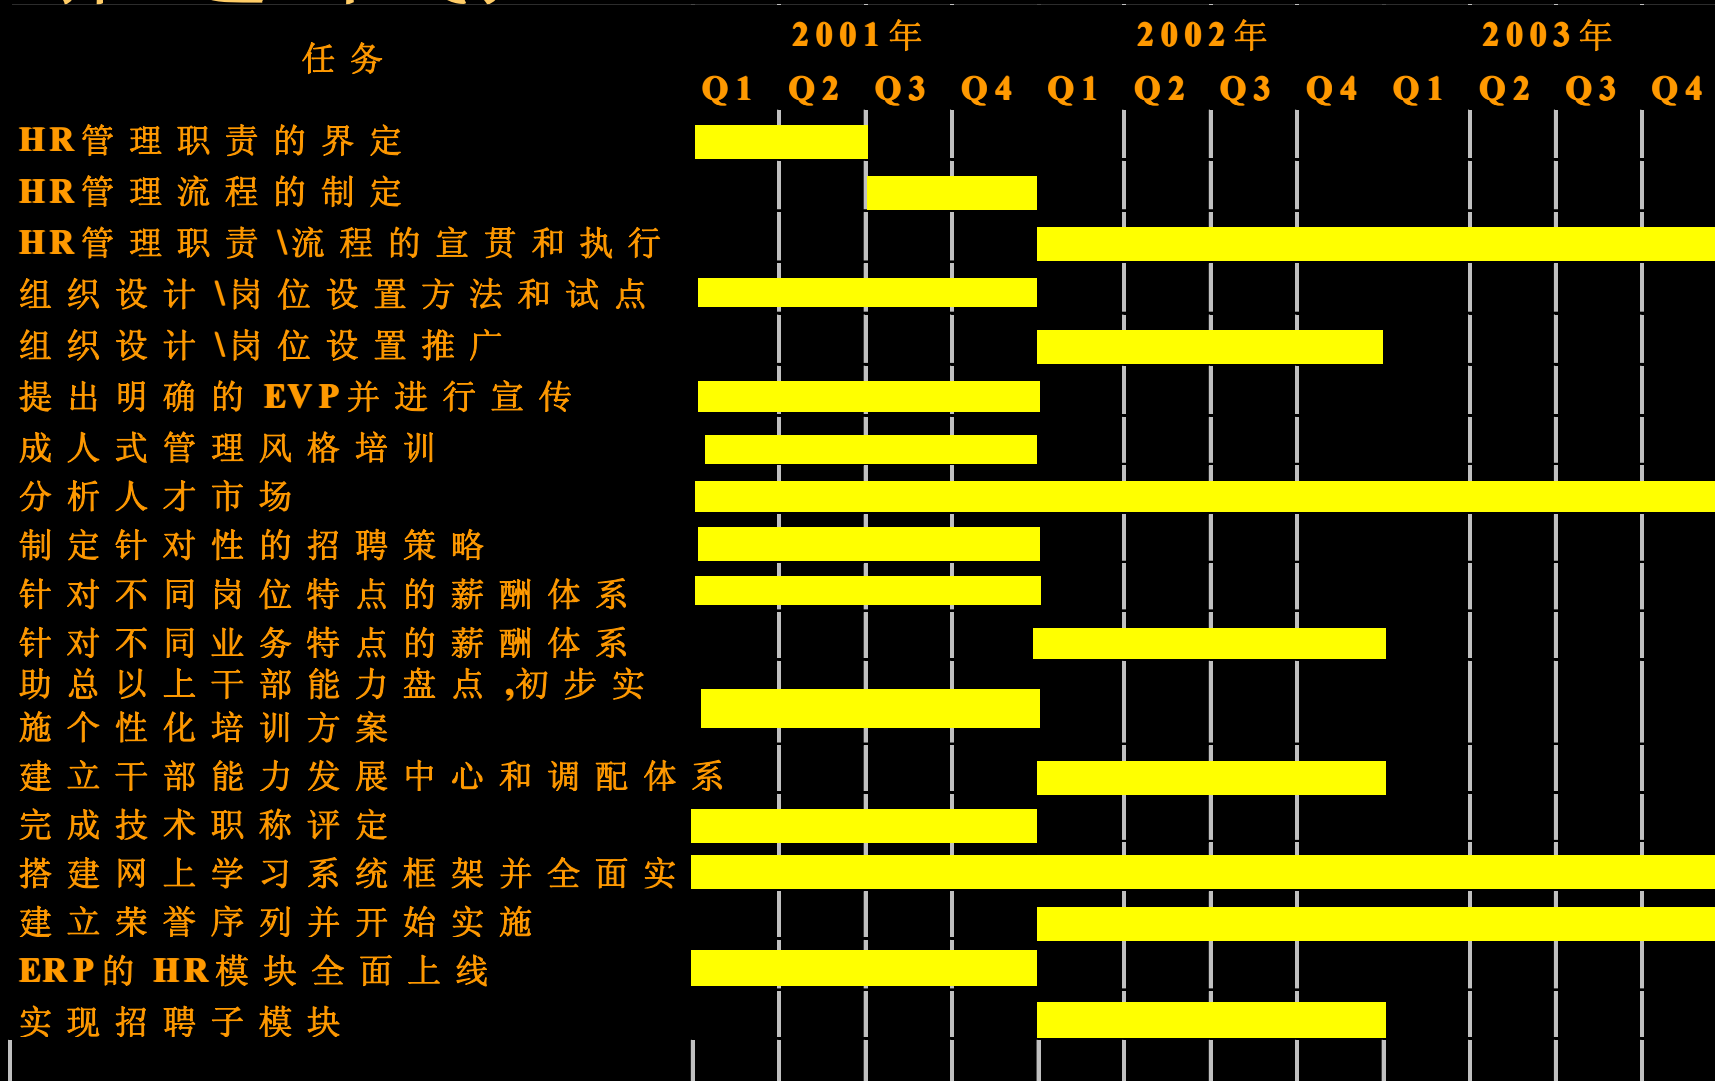 任务
2001年 2002年 2003年
Q1 Q2 Q3 Q4 Q1 Q2 Q3 Q4 Q1 Q2 Q3 Q4
HR管理职责的界定
HR管理流程的制定
HR管理职责\流程的宣贯和执行
组织设计\岗位设置方法和试点
组织设计\岗位设置推广
提出明确的EVP并进行宣传
成人式管理风格培训
分析人才市场
制定针对性的招聘策略
针对不同岗位特点的薪酬体系
针对不同业务特点的薪酬体系
助总以上干部能力盘点,初步实
施个性化培训方案
建立干部能力发展中心和调配体系
完成技术职称评定
搭建网上学习系统框架并全面实
建立荣誉序列并开始实施
ERP的HR模块全面上线
实现招聘子模块